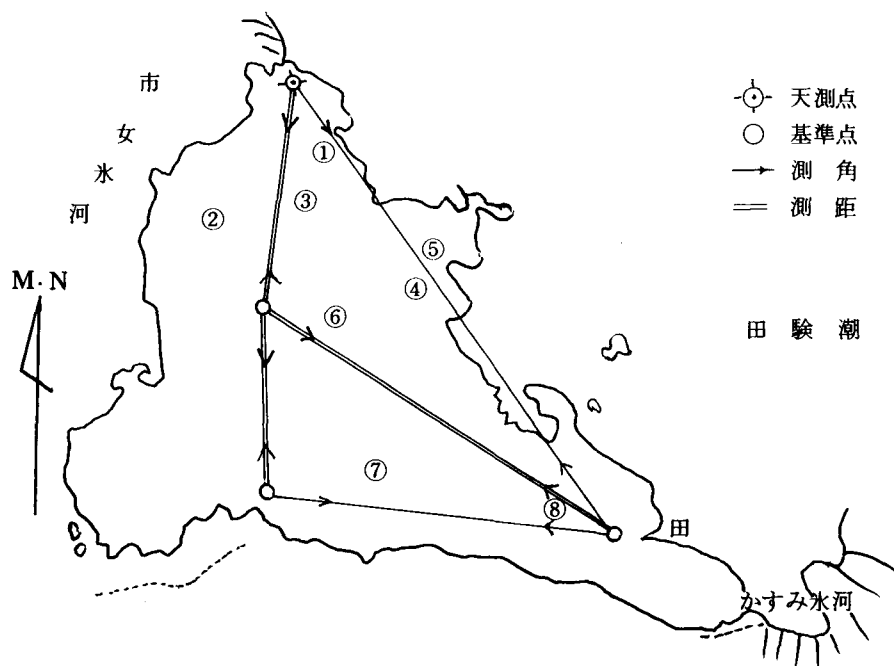 市女氷河
天測点
基準点
測角
測距
①
③
②
⑤
④
M.N
⑥
田験潮
⑦
⑧
田
かすみ氷河